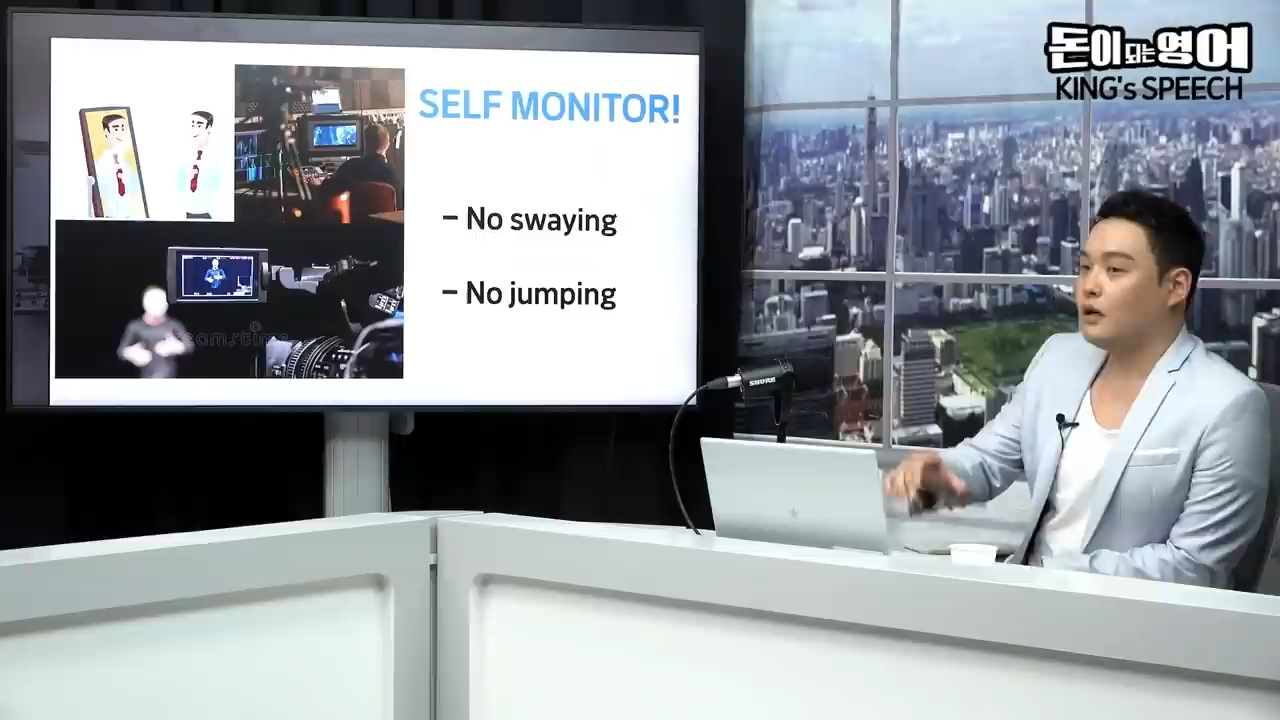 SELF MONITOR!
– No swaying
– No jumping
돈이되는영어
KING's SPEECH
SHURE